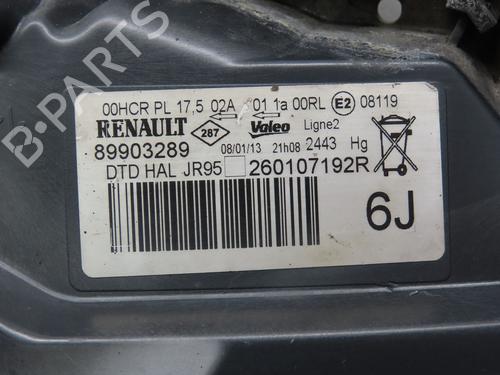 00HCR PL 17,5 02A 01 1a 00RL E2 08119
RENAULT 287 Valeo Ligne2
89903289 08/01/13 21h08 2443 Hg
DTD HAL JR95 260107192R
6J